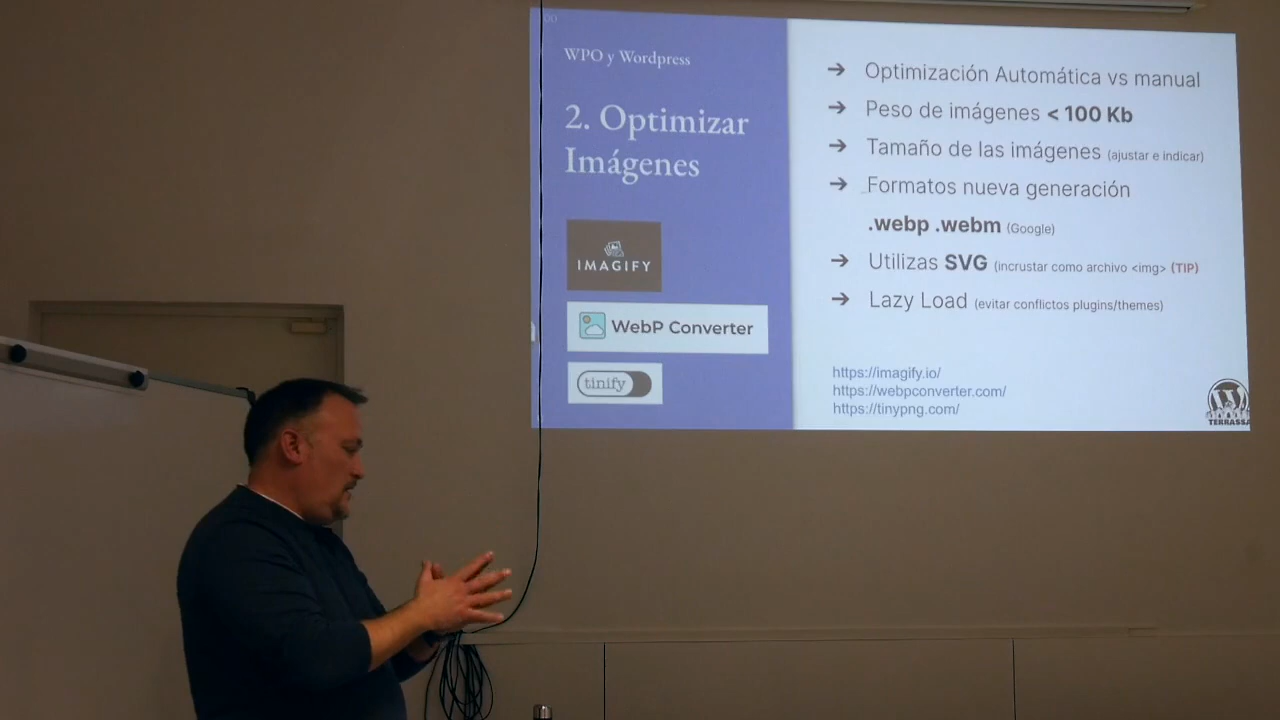 WPO y Wordpress
2. Optimizar
Imágenes
IMAGIFY
WebP Converter
tinify
➔ Optimización Automática vs manual
➔ Peso de imágenes < 100 Kb
➔ Tamaño de las imágenes (ajustar e indicar)
➔ Formatos nueva generación
.webp .webm (Google)
➔ Utilizas SVG (incrustar como archivo <img> (TIP)
➔ Lazy Load (evitar conflictos plugins/themes)
https://imagify.io/
https://webpconverter.com/
https://tinypng.com/
TERRASSA